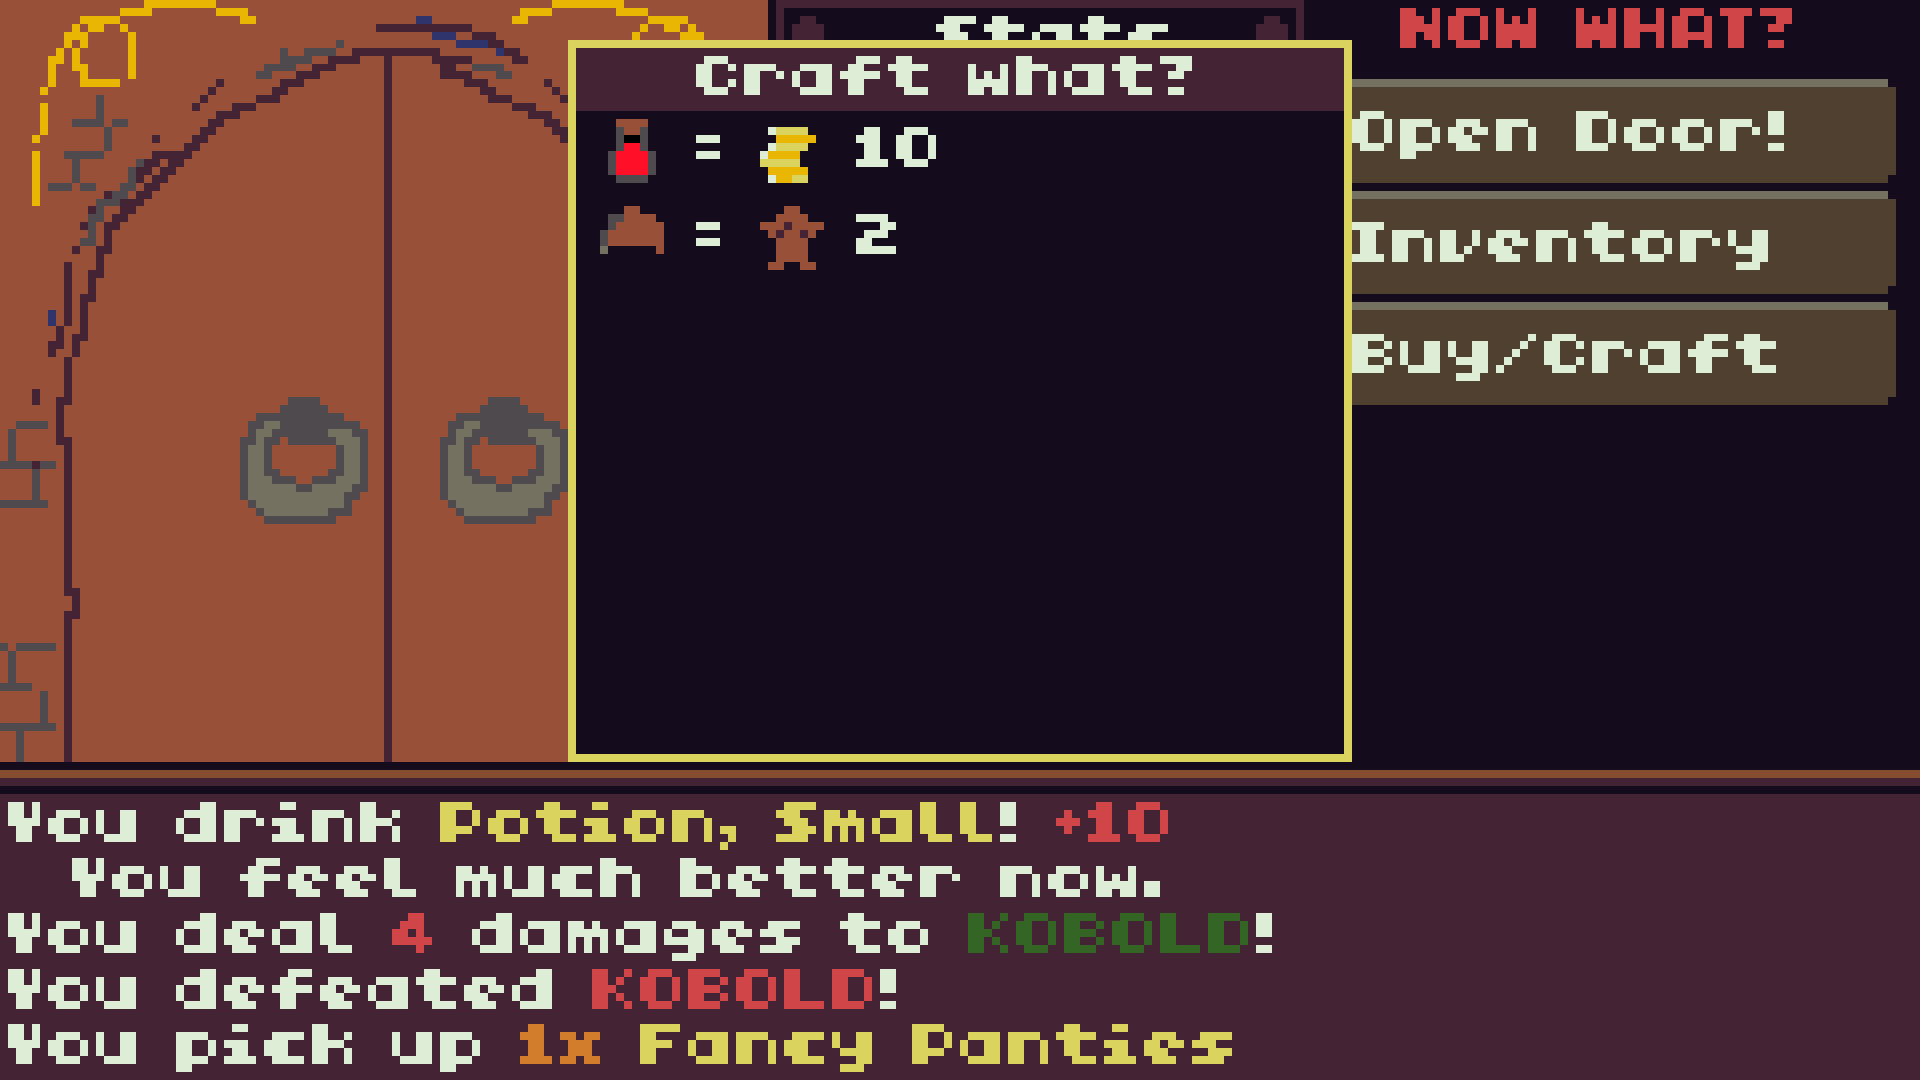 Stats
NOW WHAT?
Craft what?
= 10
= 2
Open Door!
Inventory
Buy/Craft
You drink Potion, Small! +10
You feel much better now.
You deal 4 damages to KOBOLD!
You defeated KOBOLD!
You pick up 1x Fancy Panties